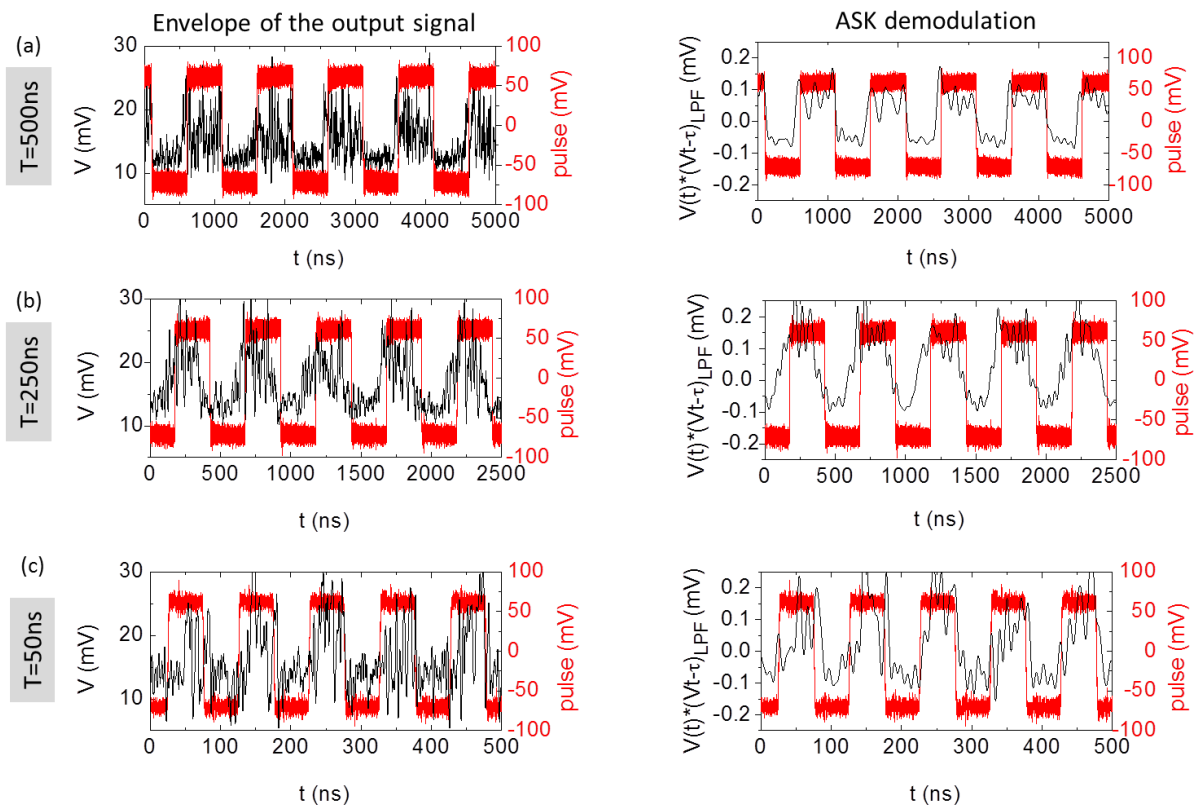 Envelope of the output signal
ASK demodulation
(a)
T=500ns
30
20
10
V (mV)
100
50
0
-50
-100
pulse (mV)
0 1000 2000 3000 4000 5000
t (ns)
0.2
0.1
0.0
-0.1
-0.2
V(t)*(Vt-τ)LPF (mV)
100
50
0
-50
-100
pulse (mV)
0 1000 2000 3000 4000 5000
t (ns)
(b)
T=250ns
30
20
10
V (mV)
100
50
0
-50
-100
pulse (mV)
0 500 1000 1500 2000 2500
t (ns)
0.2
0.1
0.0
-0.1
-0.2
V(t)*(Vt-τ)LPF (mV)
100
50
0
-50
-100
pulse (mV)
0 500 1000 1500 2000 2500
t (ns)
(c)
T=50ns
30
20
10
V (mV)
100
50
0
-50
-100
pulse (mV)
0 100 200 300 400 500
t (ns)
0.2
0.1
0.0
-0.1
-0.2
V(t)*(Vt-τ)LPF (mV)
100
50
0
-50
-100
pulse (mV)
0 100 200 300 400 500
t (ns)